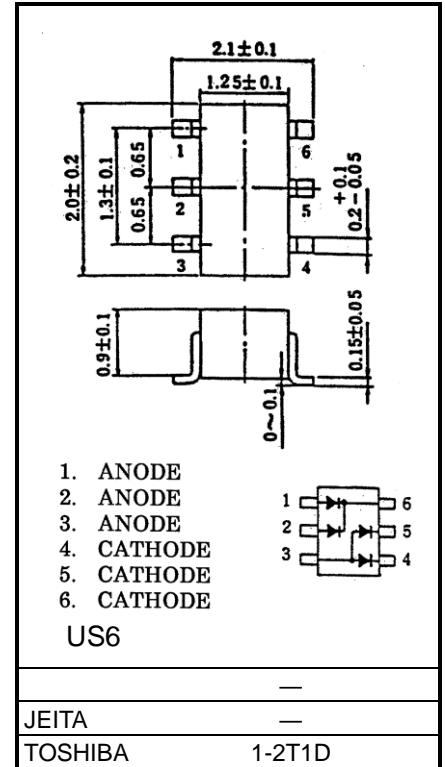 2.1±0.1
1.25±0.1
1
6
2.0±0.2
1.3±0.1
0.65
0.65
2
5
+0.1
0.2-0.05
3
4
0.9±0.1
0.15±0.05
0~0.1
1. ANODE
2. ANODE
3. ANODE
4. CATHODE
5. CATHODE
6. CATHODE
1 6
2 5
3 4
US6
—
JEITA —
TOSHIBA 1-2T1D